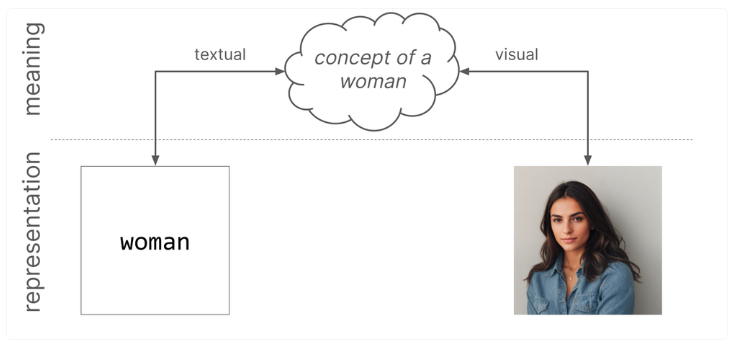 meaning
textual
concept of a
woman
visual
representation
woman